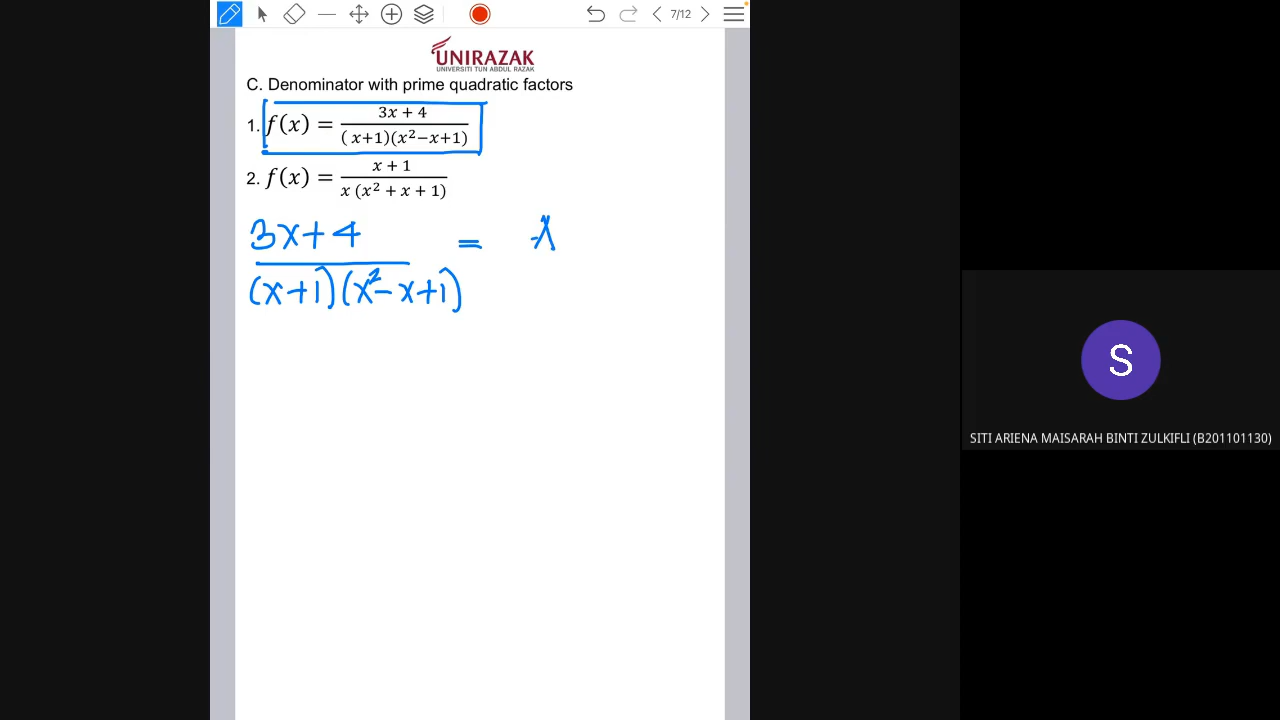 7/12
UNIRAZAK
UNIVERSITI TUN ABDUL RAZAK
C. Denominator with prime quadratic factors
1. f(x) = 3x + 4 / ( x+1)(x²−x+1)
2. f(x) = x + 1 / x (x² + x + 1)
3x+4 / (x+1)(x²-x+1) =
S
SITI ARIENA MAISARAH BINTI ZULKIFLI (B201101130)